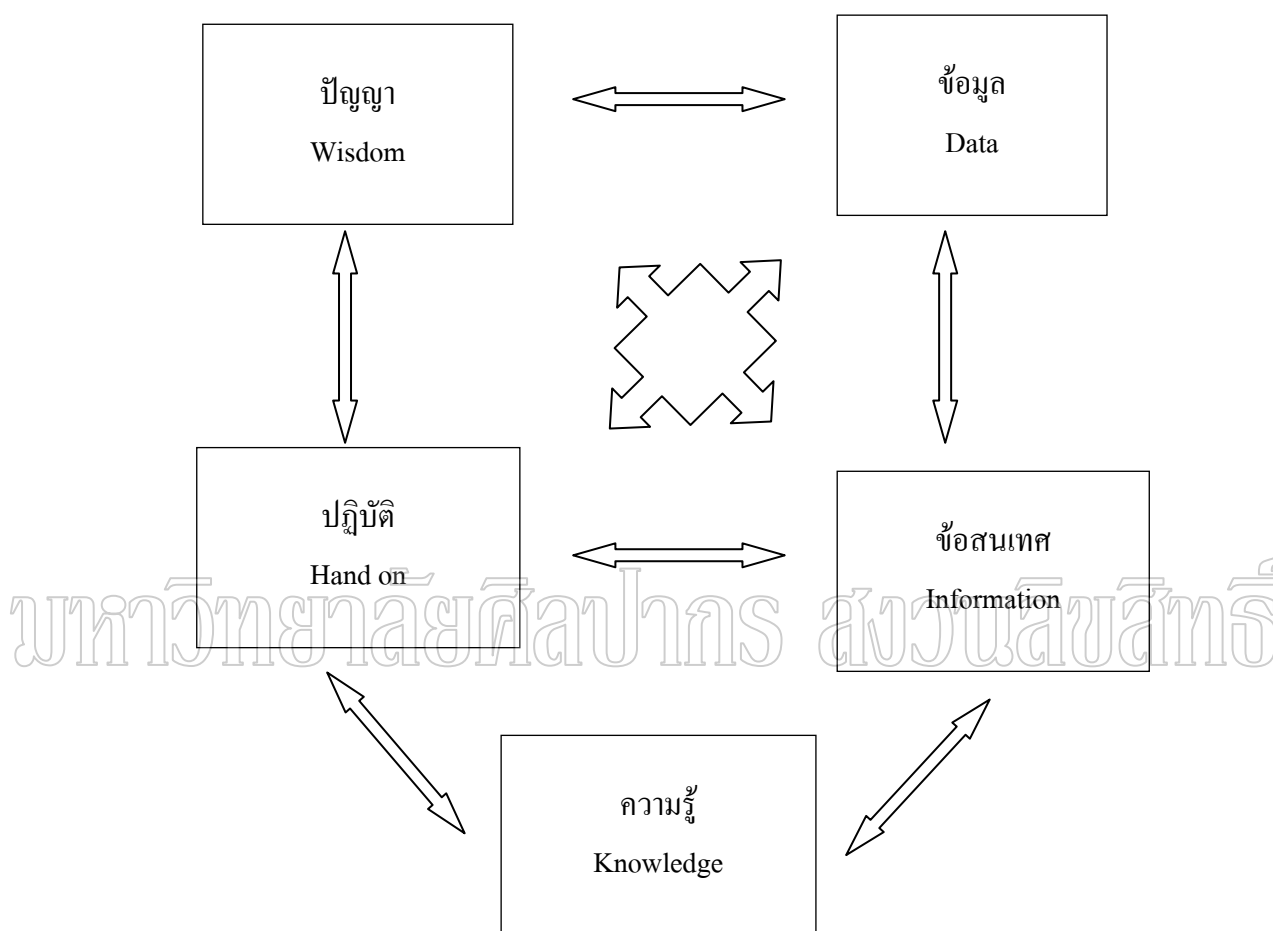 ปัญญา
Wisdom
ข้อมูล
Data
ปฏิบัติ
Hand on
ข้อสนเทศ
Information
มหาวิทยาลัยศิลปากร สงวนลิขสิทธิ์
ความรู้
Knowledge